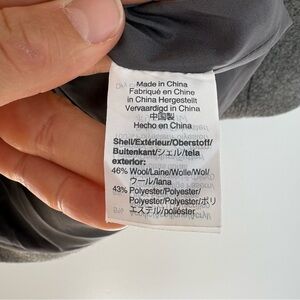 Made in China
Fabriqué en Chine
in China Hergestellt
Vervaardigd in China
中国製
Hecho en China
Shell/Extérieur/Oberstoff/
Buitenkant/シェル/tela
exterior:
46% Wool/Laine/Wolle/Wol/
ウール/lana
43% Polyester/Polyester/
Polyester/Polyester/ポリ
エステル/poliéster